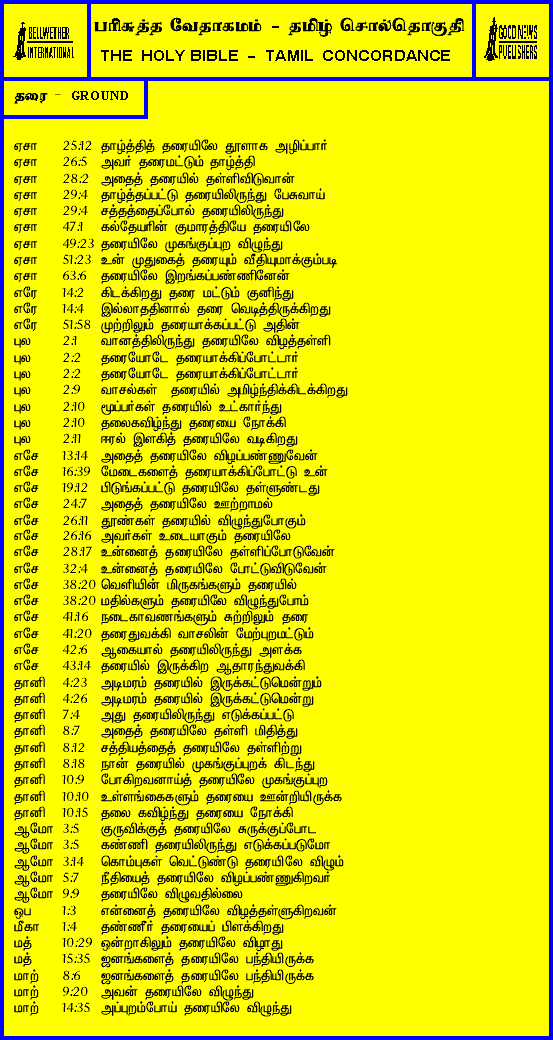 BELLWETHER
INTERNATIONAL
பரிசுத்த வேதாகமம் - தமிழ் சொல்தொகுதி
THE HOLY BIBLE - TAMIL CONCORDANCE
GOOD NEWS
PUBLISHERS
தரை - GROUND
ஏசா 25:12 தாழ்த்தித் தரையிலே தூளாக அழிப்பார்
ஏசா 26:5 அவர் தரைமட்டும் தாழ்த்தி
ஏசா 28:2 அதைத் தரையில் தள்ளிவிடுவான்
ஏசா 29:4 தாழ்த்தப்பட்டு தரையிலிருந்து பேசுவாய்
ஏசா 29:4 சத்தத்தைப்போல் தரையிலிருந்து
ஏசா 47:1 கல்தேயரின் குமாரத்தியே தரையிலே
ஏசா 49:23 தரையிலே முகங்குப்புற விழுந்து
ஏசா 51:23 உன் முதுகைத் தரையும் வீதியுமாக்கும்படி
ஏசா 63:6 தரையிலே இறங்கப்பண்ணினேன்
எரே 14:2 கிடக்கிறது தரை மட்டும் குனிந்து
எரே 14:4 இல்லாததினால் தரை வெடித்திருக்கிறது
எரே 51:58 முற்றிலும் தரையாக்கப்பட்டு அதின்
புல 2:1 வானத்திலிருந்து தரையிலே விழத்தள்ளி
புல 2:2 தரையோடே தரையாக்கிப்போட்டார்
புல 2:2 தரையோடே தரையாக்கிப்போட்டார்
புல 2:9 வாசல்கள் தரையில் அமிழ்ந்திக்கிடக்கிறது
புல 2:10 மூப்பர்கள் தரையில் உட்கார்ந்து
புல 2:10 தலைகவிழ்ந்து தரையை நோக்கி
புல 2:11 ஈரல் இளகித் தரையிலே வடிகிறது
எசே 13:14 அதைத் தரையிலே விழப்பண்ணுவேன்
எசே 16:39 மேடைகளைத் தரையாக்கிப்போட்டு உன்
எசே 19:12 பிடுங்கப்பட்டு தரையிலே தள்ளுண்டது
எசே 24:7 அதைத் தரையிலே ஊற்றாமல்
எசே 26:11 தூண்கள் தரையில் விழுந்துபோகும்
எசே 26:16 அவர்கள் உடையாகும் தரையிலே
எசே 28:17 உன்னைத் தரையிலே தள்ளிப்போடுவேன்
எசே 32:4 உன்னைத் தரையிலே போட்டுவிடுவேன்
எசே 38:20 வெளியின் மிருகங்களும் தரையில்
எசே 38:20 மதில்களும் தரையிலே விழுந்துபோம்
எசே 41:16 நடைகாவணங்களும் சுற்றிலும் தரை
எசே 41:20 தரைதுவக்கி வாசலின் மேற்புறமட்டும்
எசே 42:6 ஆகையால் தரையிலிருந்து அளக்க
எசே 43:14 தரையில் இருக்கிற ஆதாரந்துவக்கி
தானி 4:23 அடிமரம் தரையில் இருக்கட்டுமென்றும்
தானி 4:26 அடிமரம் தரையில் இருக்கட்டுமென்று
தானி 7:4 அது தரையிலிருந்து எடுக்கப்பட்டு
தானி 8:7 அதைத் தரையிலே தள்ளி மிதித்து
தானி 8:12 சத்தியத்தைத் தரையிலே தள்ளிற்று
தானி 8:18 நான் தரையில் முகங்குப்புறக் கிடந்து
தானி 10:9 போகிறவனாய்த் தரையிலே முகங்குப்புற
தானி 10:10 உள்ளங்கைகளும் தரையை ஊன்றியிருக்க
தானி 10:15 தலை கவிழ்ந்து தரையை நோக்கி
ஆமோ 3:5 குருவிக்குத் தரையிலே சுருக்குப்போட
ஆமோ 3:5 கண்ணி தரையிலிருந்து எடுக்கப்படுமோ
ஆமோ 3:14 கொம்புகள் வெட்டுண்டு தரையிலே விழும்
ஆமோ 5:7 நீதியைத் தரையிலே விழப்பண்ணுகிறவர்
ஆமோ 9:9 தரையிலே விழுவதில்லை
ஒப 1:3 என்னைத் தரையிலே விழத்தள்ளுகிறவன்
மீகா 1:4 தண்ணீர் தரையைப் பிளக்கிறது
மத் 10:29 ஒன்றாகிலும் தரையிலே விழாது
மத் 15:35 ஜனங்களைத் தரையிலே பந்தியிருக்க
மாற் 8:6 ஜனங்களைத் தரையிலே பந்தியிருக்க
மாற் 9:20 அவன் தரையிலே விழுந்து
மாற் 14:35 அப்புறம்போய் தரையிலே விழுந்து